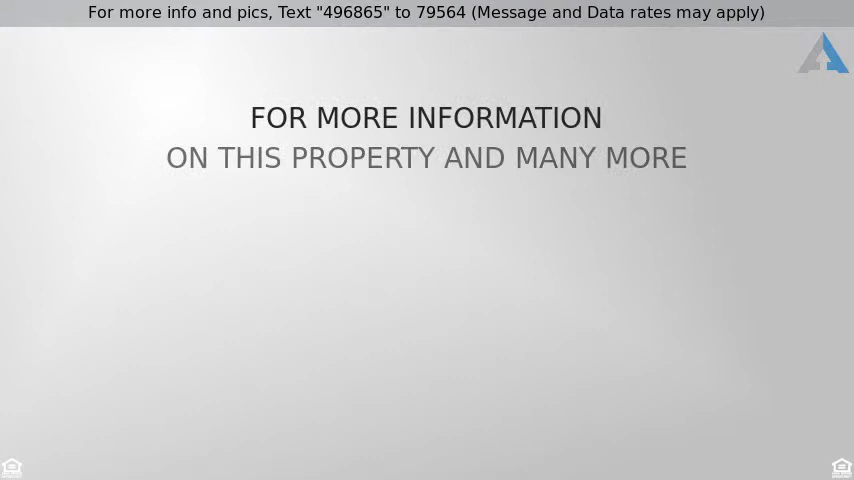 For more info and pics, Text "496865" to 79564 (Message and Data rates may apply)
FOR MORE INFORMATION
ON THIS PROPERTY AND MANY MORE